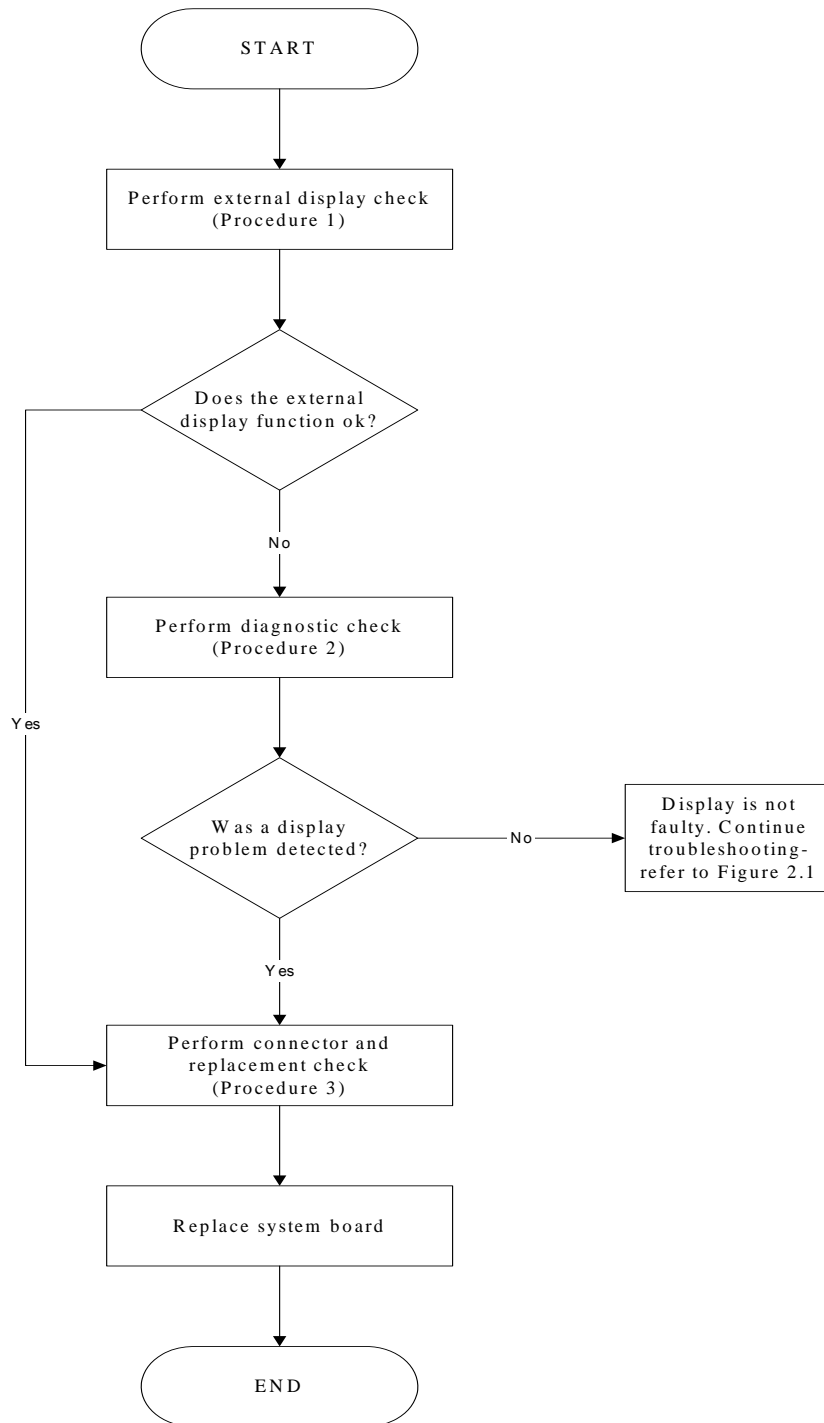 START
Perform external display check
(Procedure 1)
Does the external
display function ok?
No
Perform diagnostic check
(Procedure 2)
Yes
Was a display
problem detected?
No
Display is not
faulty. Continue
troubleshooting-
refer to Figure 2.1
Yes
Perform connector and
replacement check
(Procedure 3)
Replace system board
END